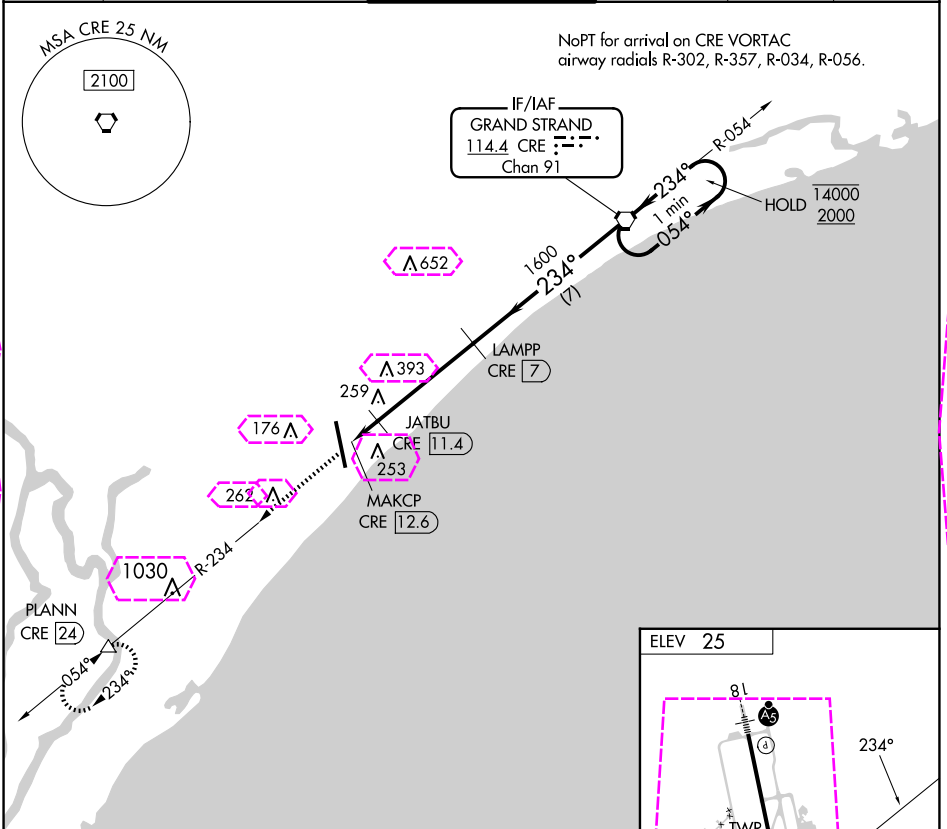 MSA CRE 25 NM
2100
NoPT for arrival on CRE VORTAC
airway radials R-302, R-357, R-034, R-056.
IF/IAF
GRAND STRAND
114.4 CRE
Chan 91
R-054
234°
1 min
054°
HOLD
14000
2000
652
1600
234°
(7)
LAMPP
CRE 7
393
259
JATBU
CRE 11.4
176
253
MAKCP
CRE 12.6
262
R-234
1030
PLANN
CRE 24
054°
234°
ELEV 25
18
A5
d
234°
TWR